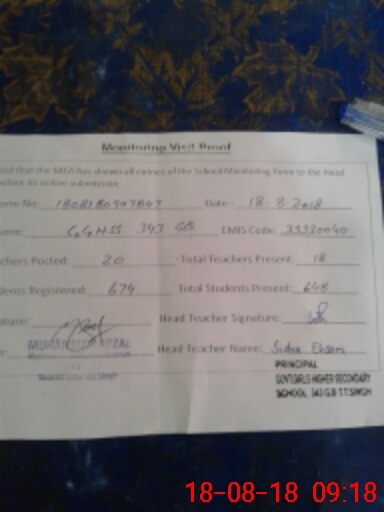 Monitoring Visit Proof
that the MEA has shown all entries of the School Monitoring Form to the Head
before its online submission.
Form No: Date: 18-8-2018
GGHSS 343 GB EMIS Code: 33330040
Teachers Posted: 20 Total Teachers Present: 18
Students Registered: 674 Total Students Present: 648
Head Teacher Signature:
Head Teacher Name: Sidra Ehsan
PRINCIPAL
GOVT.GIRLS HIGHER SECONDARY
SCHOOL 343 G.B T.T.SINGH
18-08-18 09:18